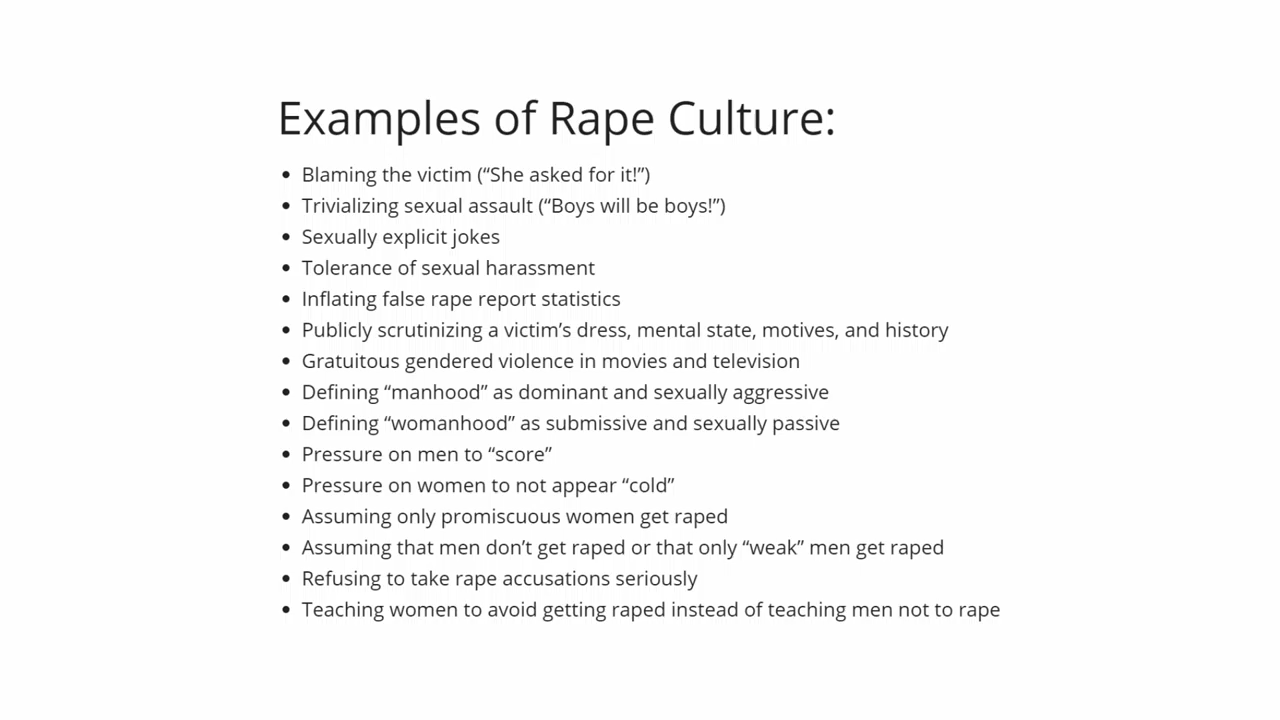 Examples of Rape Culture:
• Blaming the victim (“She asked for it!”)
• Trivializing sexual assault (“Boys will be boys!”)
• Sexually explicit jokes
• Tolerance of sexual harassment
• Inflating false rape report statistics
• Publicly scrutinizing a victim’s dress, mental state, motives, and history
• Gratuitous gendered violence in movies and television
• Defining “manhood” as dominant and sexually aggressive
• Defining “womanhood” as submissive and sexually passive
• Pressure on men to “score”
• Pressure on women to not appear “cold”
• Assuming only promiscuous women get raped
• Assuming that men don’t get raped or that only “weak” men get raped
• Refusing to take rape accusations seriously
• Teaching women to avoid getting raped instead of teaching men not to rape